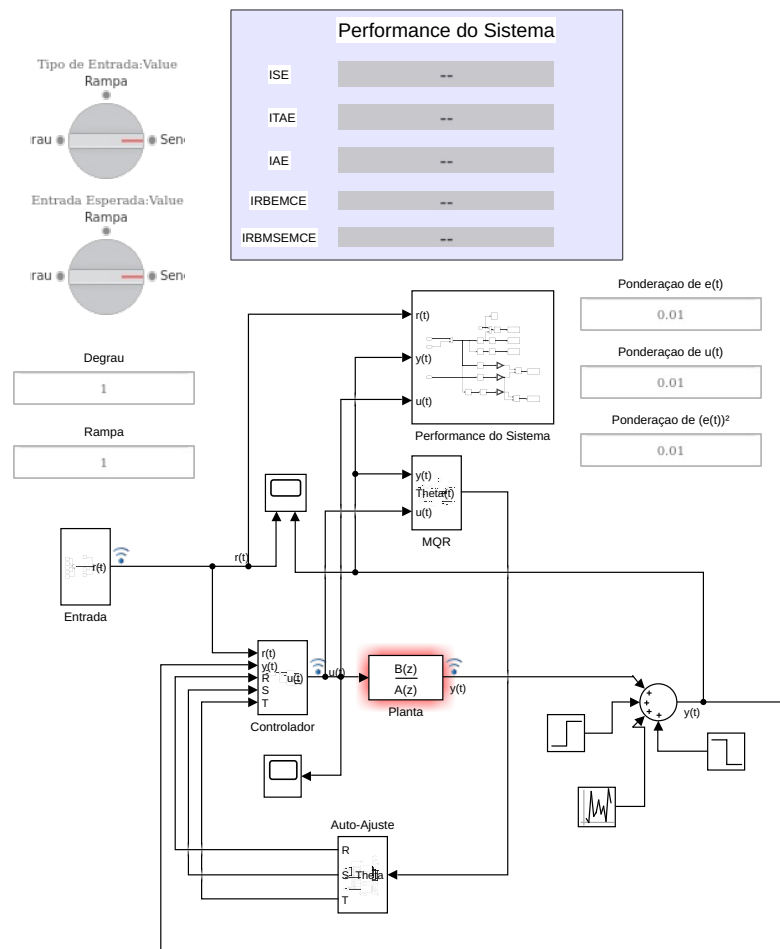 Performance do Sistema
Tipo de Entrada:Value
Rampa
ISE
--
ITAE
--
rau
Sen
IAE
--
Entrada Esperada:Value
Rampa
IRBEMCE
--
IRBMSEMCE
--
rau
Sen
Ponderaçao de e(t)
0.01
r(t)
y(t)
u(t)
Performance do Sistema
Degrau
1
Ponderaçao de u(t)
0.01
Rampa
1
Ponderaçao de (e(t))²
0.01
y(t)
Theta(t)
u(t)
MQR
r(t)
r(t)
Entrada
r(t)
y(t)
R
S
T
u(t)
Controlador
u(t)
B(z)
A(z)
Planta
y(t)
+
+
+
+
y(t)
Auto-Ajuste
R
S
T
Theta